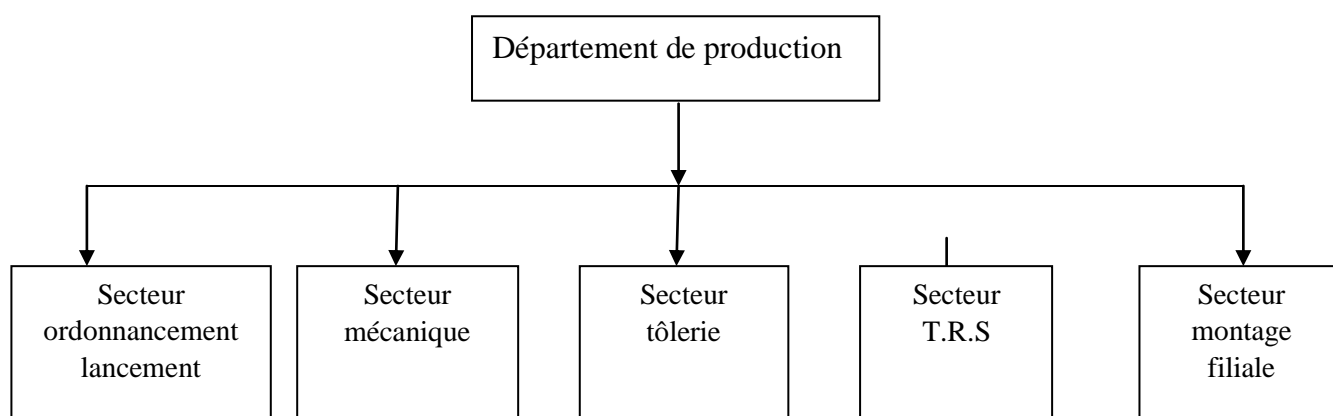 Département de production
Secteur
ordonnancement
lancement
Secteur
mécanique
Secteur
tôlerie
Secteur
T.R.S
Secteur
montage
filiale